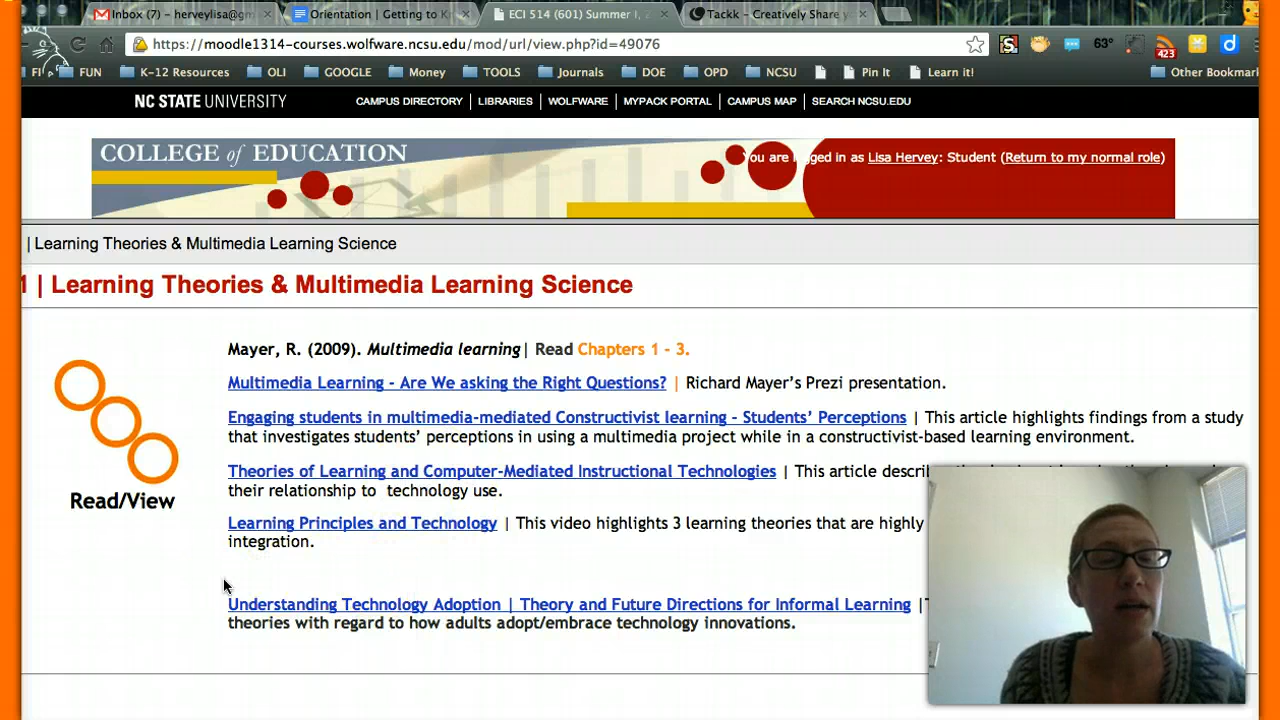 Inbox (7) – herveylisa@gm
Orientation | Getting to K
ECI 514 (601) Summer I, 2
Tackk – Creatively Share y
https://moodle1314-courses.wolfware.ncsu.edu/mod/url/view.php?id=49076
63°
423
FUN
K-12 Resources
OLI
GOOGLE
Money
TOOLS
Journals
DOE
OPD
NCSU
Pin It
Learn it!
Other Bookmar
NC STATE UNIVERSITY
CAMPUS DIRECTORY
LIBRARIES
WOLFWARE
MYPACK PORTAL
CAMPUS MAP
SEARCH NCSU.EDU
COLLEGE of EDUCATION
You are logged in as Lisa Hervey: Student (Return to my normal role)
| Learning Theories & Multimedia Learning Science
1 | Learning Theories & Multimedia Learning Science
Mayer, R. (2009). Multimedia learning| Read Chapters 1 - 3.
Multimedia Learning - Are We asking the Right Questions? | Richard Mayer's Prezi presentation.
Engaging students in multimedia-mediated Constructivist learning - Students' Perceptions | This article highlights findings from a study
that investigates students' perceptions in using a multimedia project while in a constructivist-based learning environment.
Theories of Learning and Computer-Mediated Instructional Technologies | This article descri
their relationship to technology use.
Learning Principles and Technology | This video highlights 3 learning theories that are highly
integration.
Read/View
Understanding Technology Adoption | Theory and Future Directions for Informal Learning |
theories with regard to how adults adopt/embrace technology innovations.